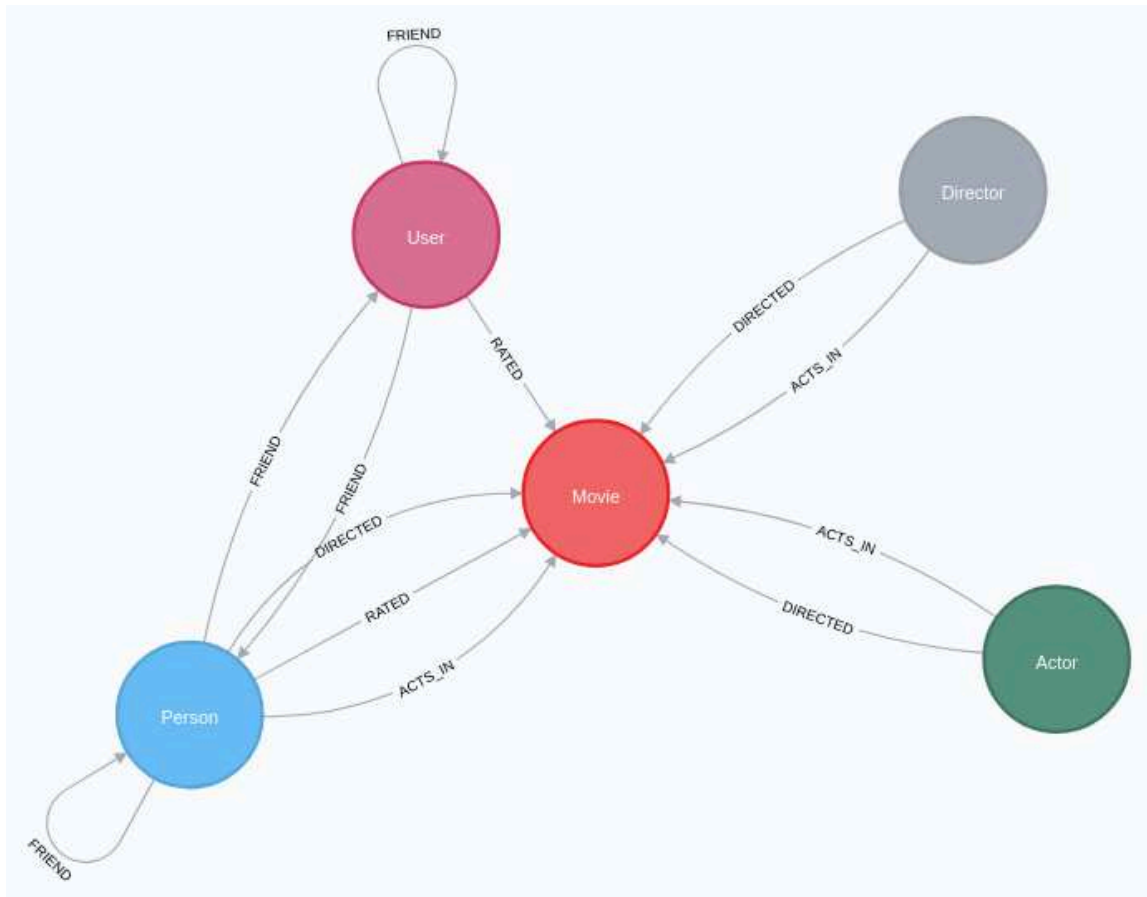 FRIEND
Director
User
DIRECTED
RATED
ACTS_IN
FRIEND
FRIEND
Movie
DIRECTED
ACTS_IN
RATED
DIRECTED
Actor
ACTS_IN
Person
FRIEND